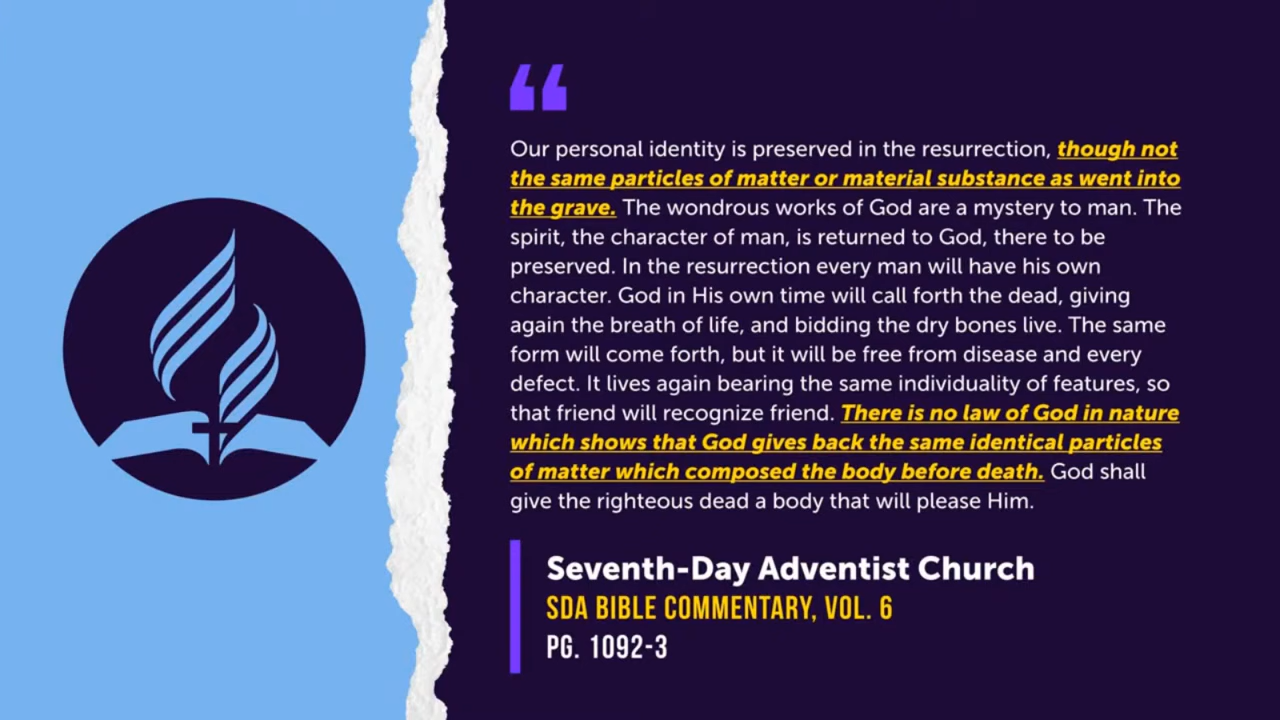 “
Our personal identity is preserved in the resurrection, though not
the same particles of matter or material substance as went into
the grave. The wondrous works of God are a mystery to man. The
spirit, the character of man, is returned to God, there to be
preserved. In the resurrection every man will have his own
character. God in His own time will call forth the dead, giving
again the breath of life, and bidding the dry bones live. The same
form will come forth, but it will be free from disease and every
defect. It lives again bearing the same individuality of features, so
that friend will recognize friend. There is no law of God in nature
which shows that God gives back the same identical particles
of matter which composed the body before death. God shall
give the righteous dead a body that will please Him.
Seventh-Day Adventist Church
SDA BIBLE COMMENTARY, VOL. 6
PG. 1092-3